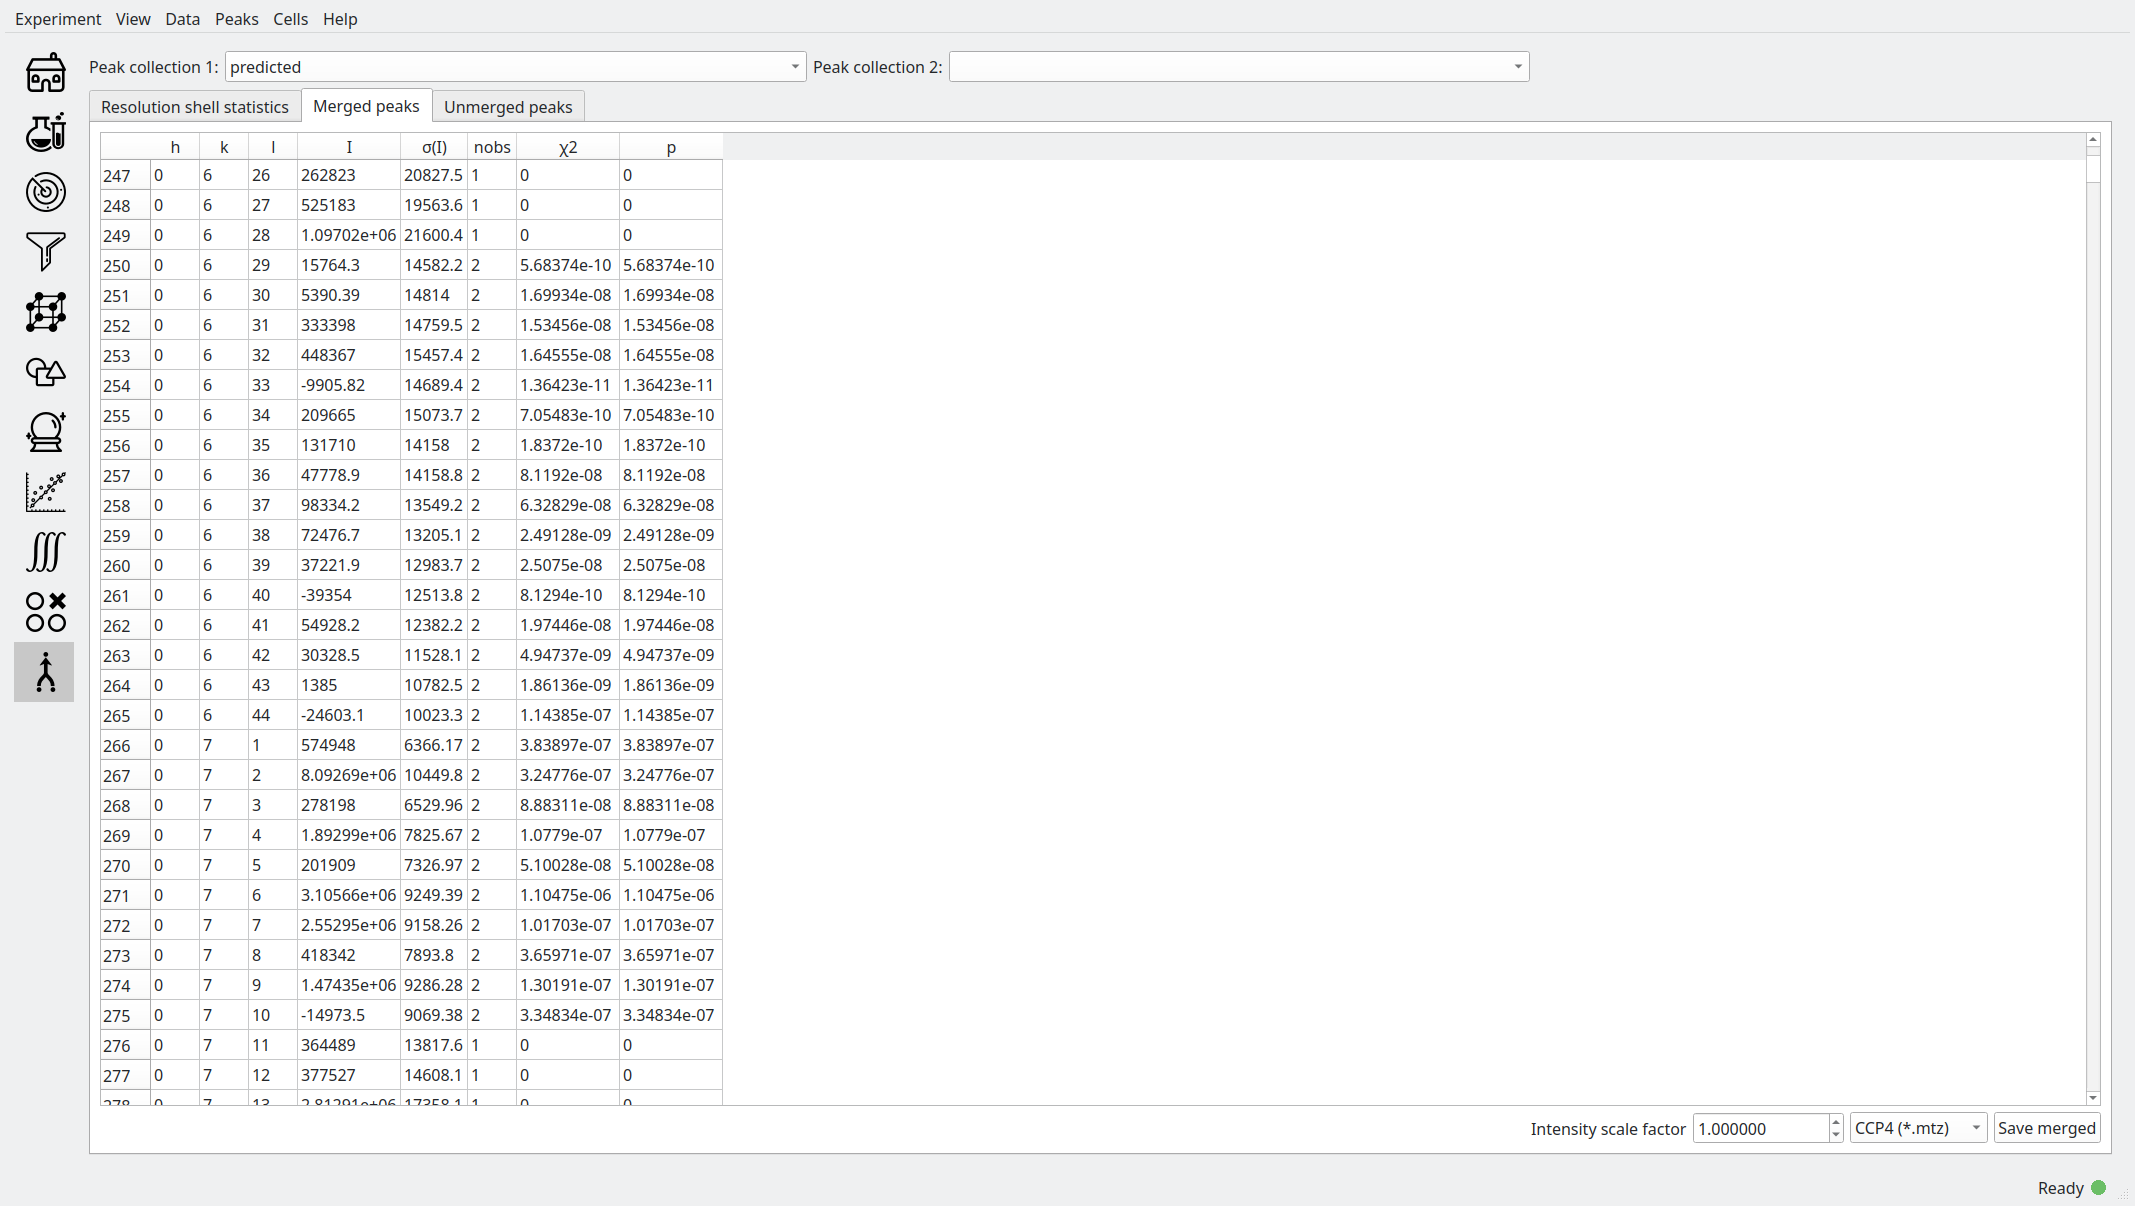 Experiment View Data Peaks Cells Help
Peak collection 1: predicted Peak collection 2:
Resolution shell statistics Merged peaks Unmerged peaks
h k l I σ(I) nobs χ2 p
247 0 6 26 262823 20827.5 1 0 0
248 0 6 27 525183 19563.6 1 0 0
249 0 6 28 1.09702e+06 21600.4 1 0 0
250 0 6 29 15764.3 14582.2 2 5.68374e-10 5.68374e-10
251 0 6 30 5390.39 14814 2 1.69934e-08 1.69934e-08
252 0 6 31 333398 14759.5 2 1.53456e-08 1.53456e-08
253 0 6 32 448367 15457.4 2 1.64555e-08 1.64555e-08
254 0 6 33 -9905.82 14689.4 2 1.36423e-11 1.36423e-11
255 0 6 34 209665 15073.7 2 7.05483e-10 7.05483e-10
256 0 6 35 131710 14158 2 1.8372e-10 1.8372e-10
257 0 6 36 47778.9 14158.8 2 8.1192e-08 8.1192e-08
258 0 6 37 98334.2 13549.2 2 6.32829e-08 6.32829e-08
259 0 6 38 72476.7 13205.1 2 2.49128e-09 2.49128e-09
260 0 6 39 37221.9 12983.7 2 2.5075e-08 2.5075e-08
261 0 6 40 -39354 12513.8 2 8.1294e-10 8.1294e-10
262 0 6 41 54928.2 12382.2 2 1.97446e-08 1.97446e-08
263 0 6 42 30328.5 11528.1 2 4.94737e-09 4.94737e-09
264 0 6 43 1385 10782.5 2 1.86136e-09 1.86136e-09
265 0 6 44 -24603.1 10023.3 2 1.14385e-07 1.14385e-07
266 0 7 1 574948 6366.17 2 3.83897e-07 3.83897e-07
267 0 7 2 8.09269e+06 10449.8 2 3.24776e-07 3.24776e-07
268 0 7 3 278198 6529.96 2 8.88311e-08 8.88311e-08
269 0 7 4 1.89299e+06 7825.67 2 1.0779e-07 1.0779e-07
270 0 7 5 201909 7326.97 2 5.10028e-08 5.10028e-08
271 0 7 6 3.10566e+06 9249.39 2 1.10475e-06 1.10475e-06
272 0 7 7 2.55295e+06 9158.26 2 1.01703e-07 1.01703e-07
273 0 7 8 418342 7893.8 2 3.65971e-07 3.65971e-07
274 0 7 9 1.47435e+06 9286.28 2 1.30191e-07 1.30191e-07
275 0 7 10 -14973.5 9069.38 2 3.34834e-07 3.34834e-07
276 0 7 11 364489 13817.6 1 0 0
277 0 7 12 377527 14608.1 1 0 0
278 0 7 13 2.81291e+06 17358.1 1 0 0
Intensity scale factor 1.000000 CCP4 (*.mtz) Save merged
Ready